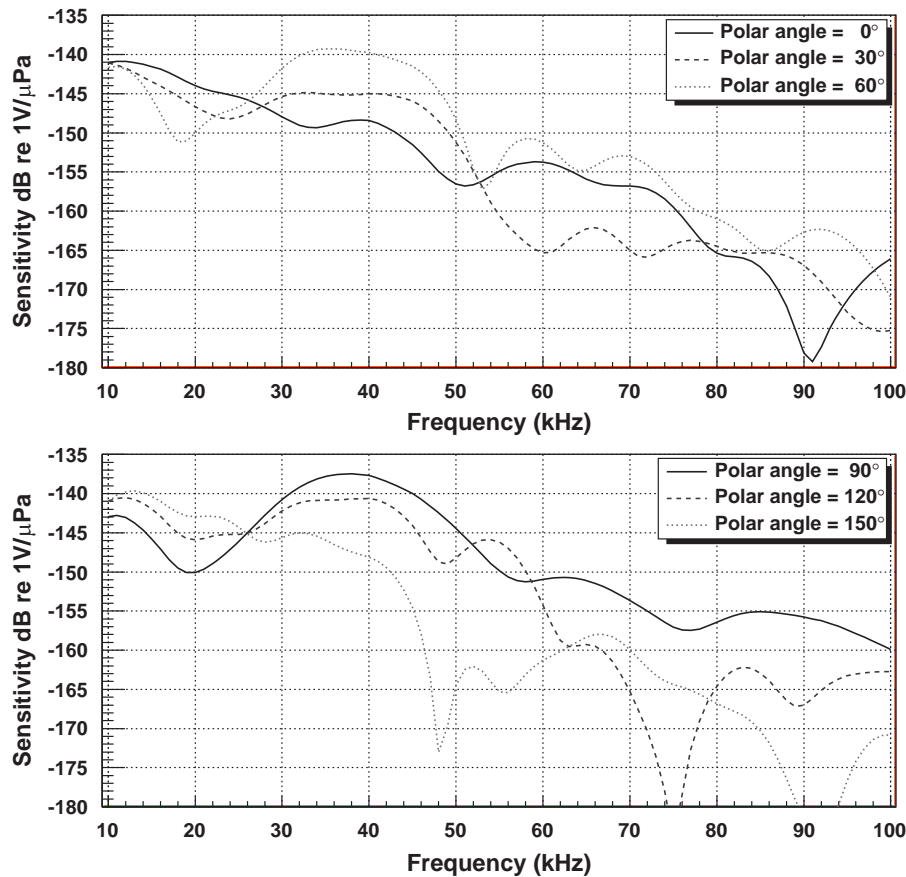 -135
-140
-145
-150
-155
-160
-165
-170
-175
-180
Sensitivity dB re 1V/μPa
Polar angle = 0°
Polar angle = 30°
Polar angle = 60°
10 20 30 40 50 60 70 80 90 100
Frequency (kHz)
-135
-140
-145
-150
-155
-160
-165
-170
-175
-180
Sensitivity dB re 1V/μPa
Polar angle = 90°
Polar angle = 120°
Polar angle = 150°
10 20 30 40 50 60 70 80 90 100
Frequency (kHz)